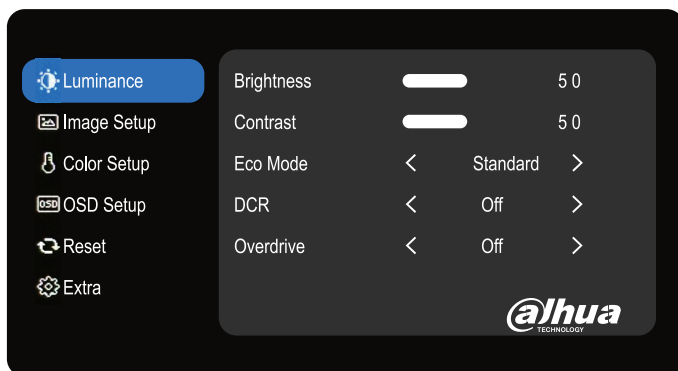 Luminance
Image Setup
Color Setup
OSD OSD Setup
Reset
Extra
Brightness 50
Contrast 50
Eco Mode < Standard >
DCR < Off >
Overdrive < Off >
alhua
TECHNOLOGY